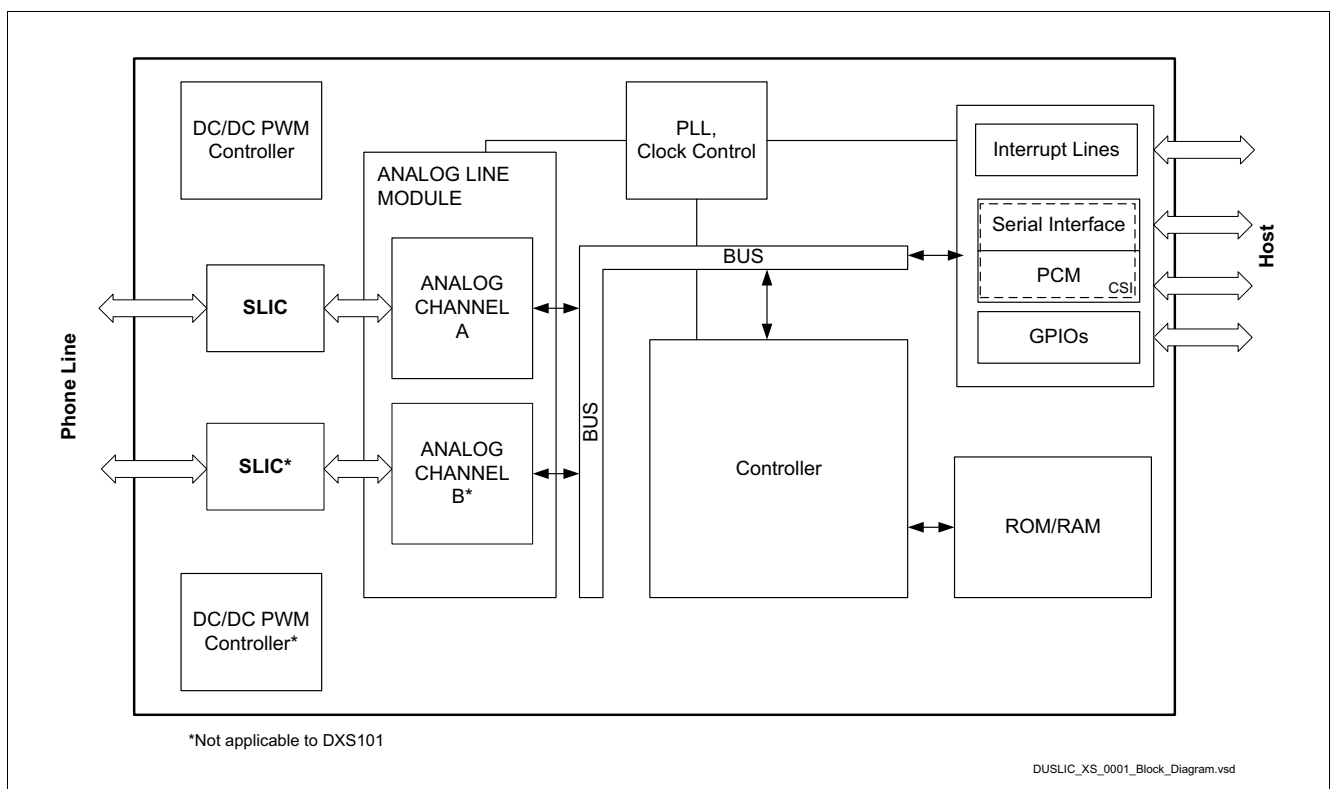 DC/DC PWM
Controller
PLL,
Clock Control
Interrupt Lines
ANALOG LINE
MODULE
Serial Interface
PCM
CSI
GPIOs
Host
BUS
SLIC
ANALOG
CHANNEL
A
Phone Line
BUS
SLIC*
ANALOG
CHANNEL
B*
Controller
ROM/RAM
DC/DC PWM
Controller*
*Not applicable to DXS101
DUSLIC_XS_0001_Block_Diagram.vsd